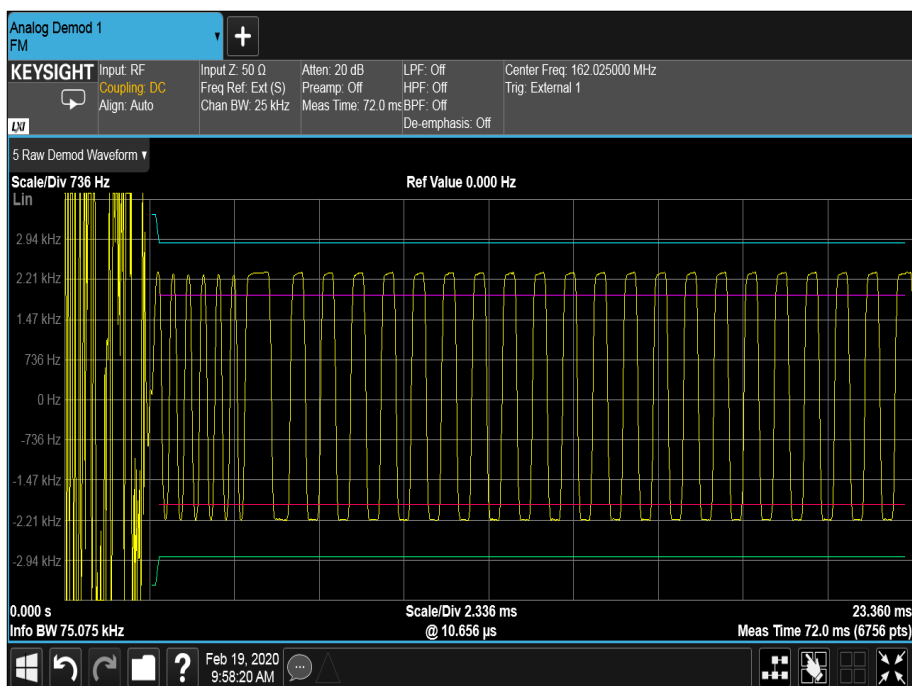 Analog Demod 1
FM
KEYSIGHT
LXI
Input: RF
Coupling: DC
Align: Auto
Input Z: 50 Ω
Freq Ref: Ext (S)
Chan BW: 25 kHz
Atten: 20 dB
Preamp: Off
Meas Time: 72.0 ms
LPF: Off
HPF: Off
BPF: Off
De-emphasis: Off
Center Freq: 162.025000 MHz
Trig: External 1
5 Raw Demod Waveform
Scale/Div 736 Hz
Ref Value 0.000 Hz
Lin
2.94 kHz
2.21 kHz
1.47 kHz
736 Hz
0 Hz
-736 Hz
-1.47 kHz
-2.21 kHz
-2.94 kHz
0.000 s
Scale/Div 2.336 ms
23.360 ms
Info BW 75.075 kHz
@ 10.656 µs
Meas Time 72.0 ms (6756 pts)
Feb 19, 2020
9:58:20 AM